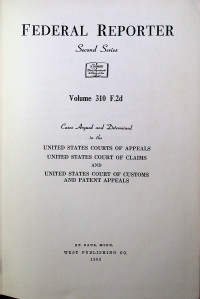 FEDERAL REPORTER
Second Series
Volume 310 F.2d
Cases Argued and Determined
in the
UNITED STATES COURTS OF APPEALS
UNITED STATES COURT OF CLAIMS
AND
UNITED STATES COURT OF CUSTOMS
AND PATENT APPEALS
ST. PAUL, MINN.
WEST PUBLISHING CO.
1963